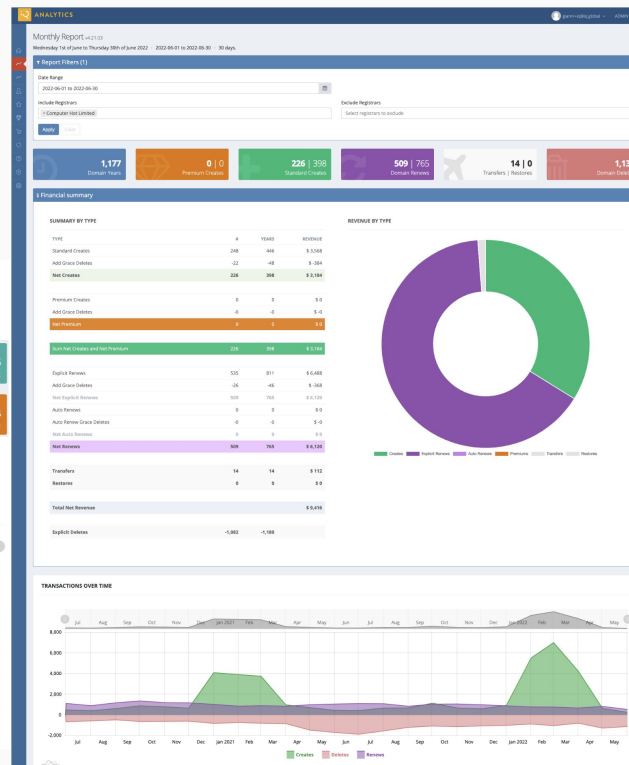 ANALYTICS
ADMIN
Monthly Report v4.21.23
Wednesday 1st of June to Thursday 30th of June 2022 · 2022-06-01 to 2022-06-30 · 30 days.
Report Filters (1)
Date Range
2022-06-01 to 2022-06-30
Include Registrars
Exclude Registrars
× Computer Hot Limited
Select registrars to exclude
Apply
1,177
Domain Years
0 | 0
Premium Creates
226 | 398
Standard Creates
509 | 765
Domain Renews
14 | 0
Transfers | Restores
1,13
Domain Delet
$ Financial summary
SUMMARY BY TYPE
REVENUE BY TYPE
TYPE # YEARS REVENUE
Standard Creates 248 446 $ 3,568
Add Grace Deletes -22 -48 $ -384
Net Creates 226 398 $ 3,184
Premium Creates 0 0 $ 0
Add Grace Deletes -0 -0 $ -0
Net Premium 0 0 $ 0
Sum Net Creates and Net Premium 226 398 $ 3,184
Explicit Renews 535 811 $ 6,488
Add Grace Deletes -26 -46 $ -368
Net Explicit Renews 509 765 $ 6,120
Auto Renews 0 0 $ 0
Auto Renew Grace Deletes -0 -0 $ -0
Net Auto Renews 0 0 $ 0
Net Renews 509 765 $ 6,120
Creates Explicit Renews Auto Renews Premiums Transfers Restores
Transfers 14 14 $ 112
Restores 0 0 $ 0
Total Net Revenue $ 9,416
Explicit Deletes -1,082 -1,180
TRANSACTIONS OVER TIME
Jul Aug Sep Oct Nov Dec Jan 2021 Feb Mar Apr May Jun Jul Aug Sep Oct Nov Dec Jan 2022 Feb Mar Apr May
8,000
6,000
4,000
2,000
0
-2,000
Jul Aug Sep Oct Nov Dec Jan 2021 Feb Mar Apr May Jun Jul Aug Sep Oct Nov Dec Jan 2022 Feb Mar Apr May
Creates Deletes Renews